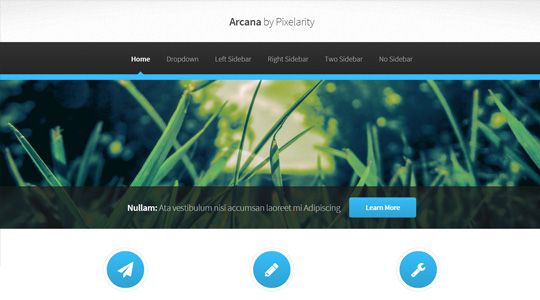 Arcana by Pixelarity
Home Dropdown Left Sidebar Right Sidebar Two Sidebar No Sidebar
Nullam: Ata vestibulum nisi accumsan laoreet mi Adipiscing Learn More